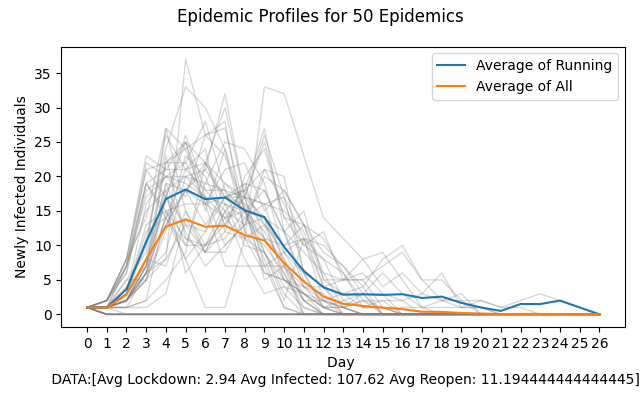 Epidemic Profiles for 50 Epidemics
Average of Running
Average of All
Newly Infected Individuals
35
30
25
20
15
10
5
0
0 1 2 3 4 5 6 7 8 9 10 11 12 13 14 15 16 17 18 19 20 21 22 23 24 25 26
Day
DATA:[Avg Lockdown: 2.94 Avg Infected: 107.62 Avg Reopen: 11.194444444444445]